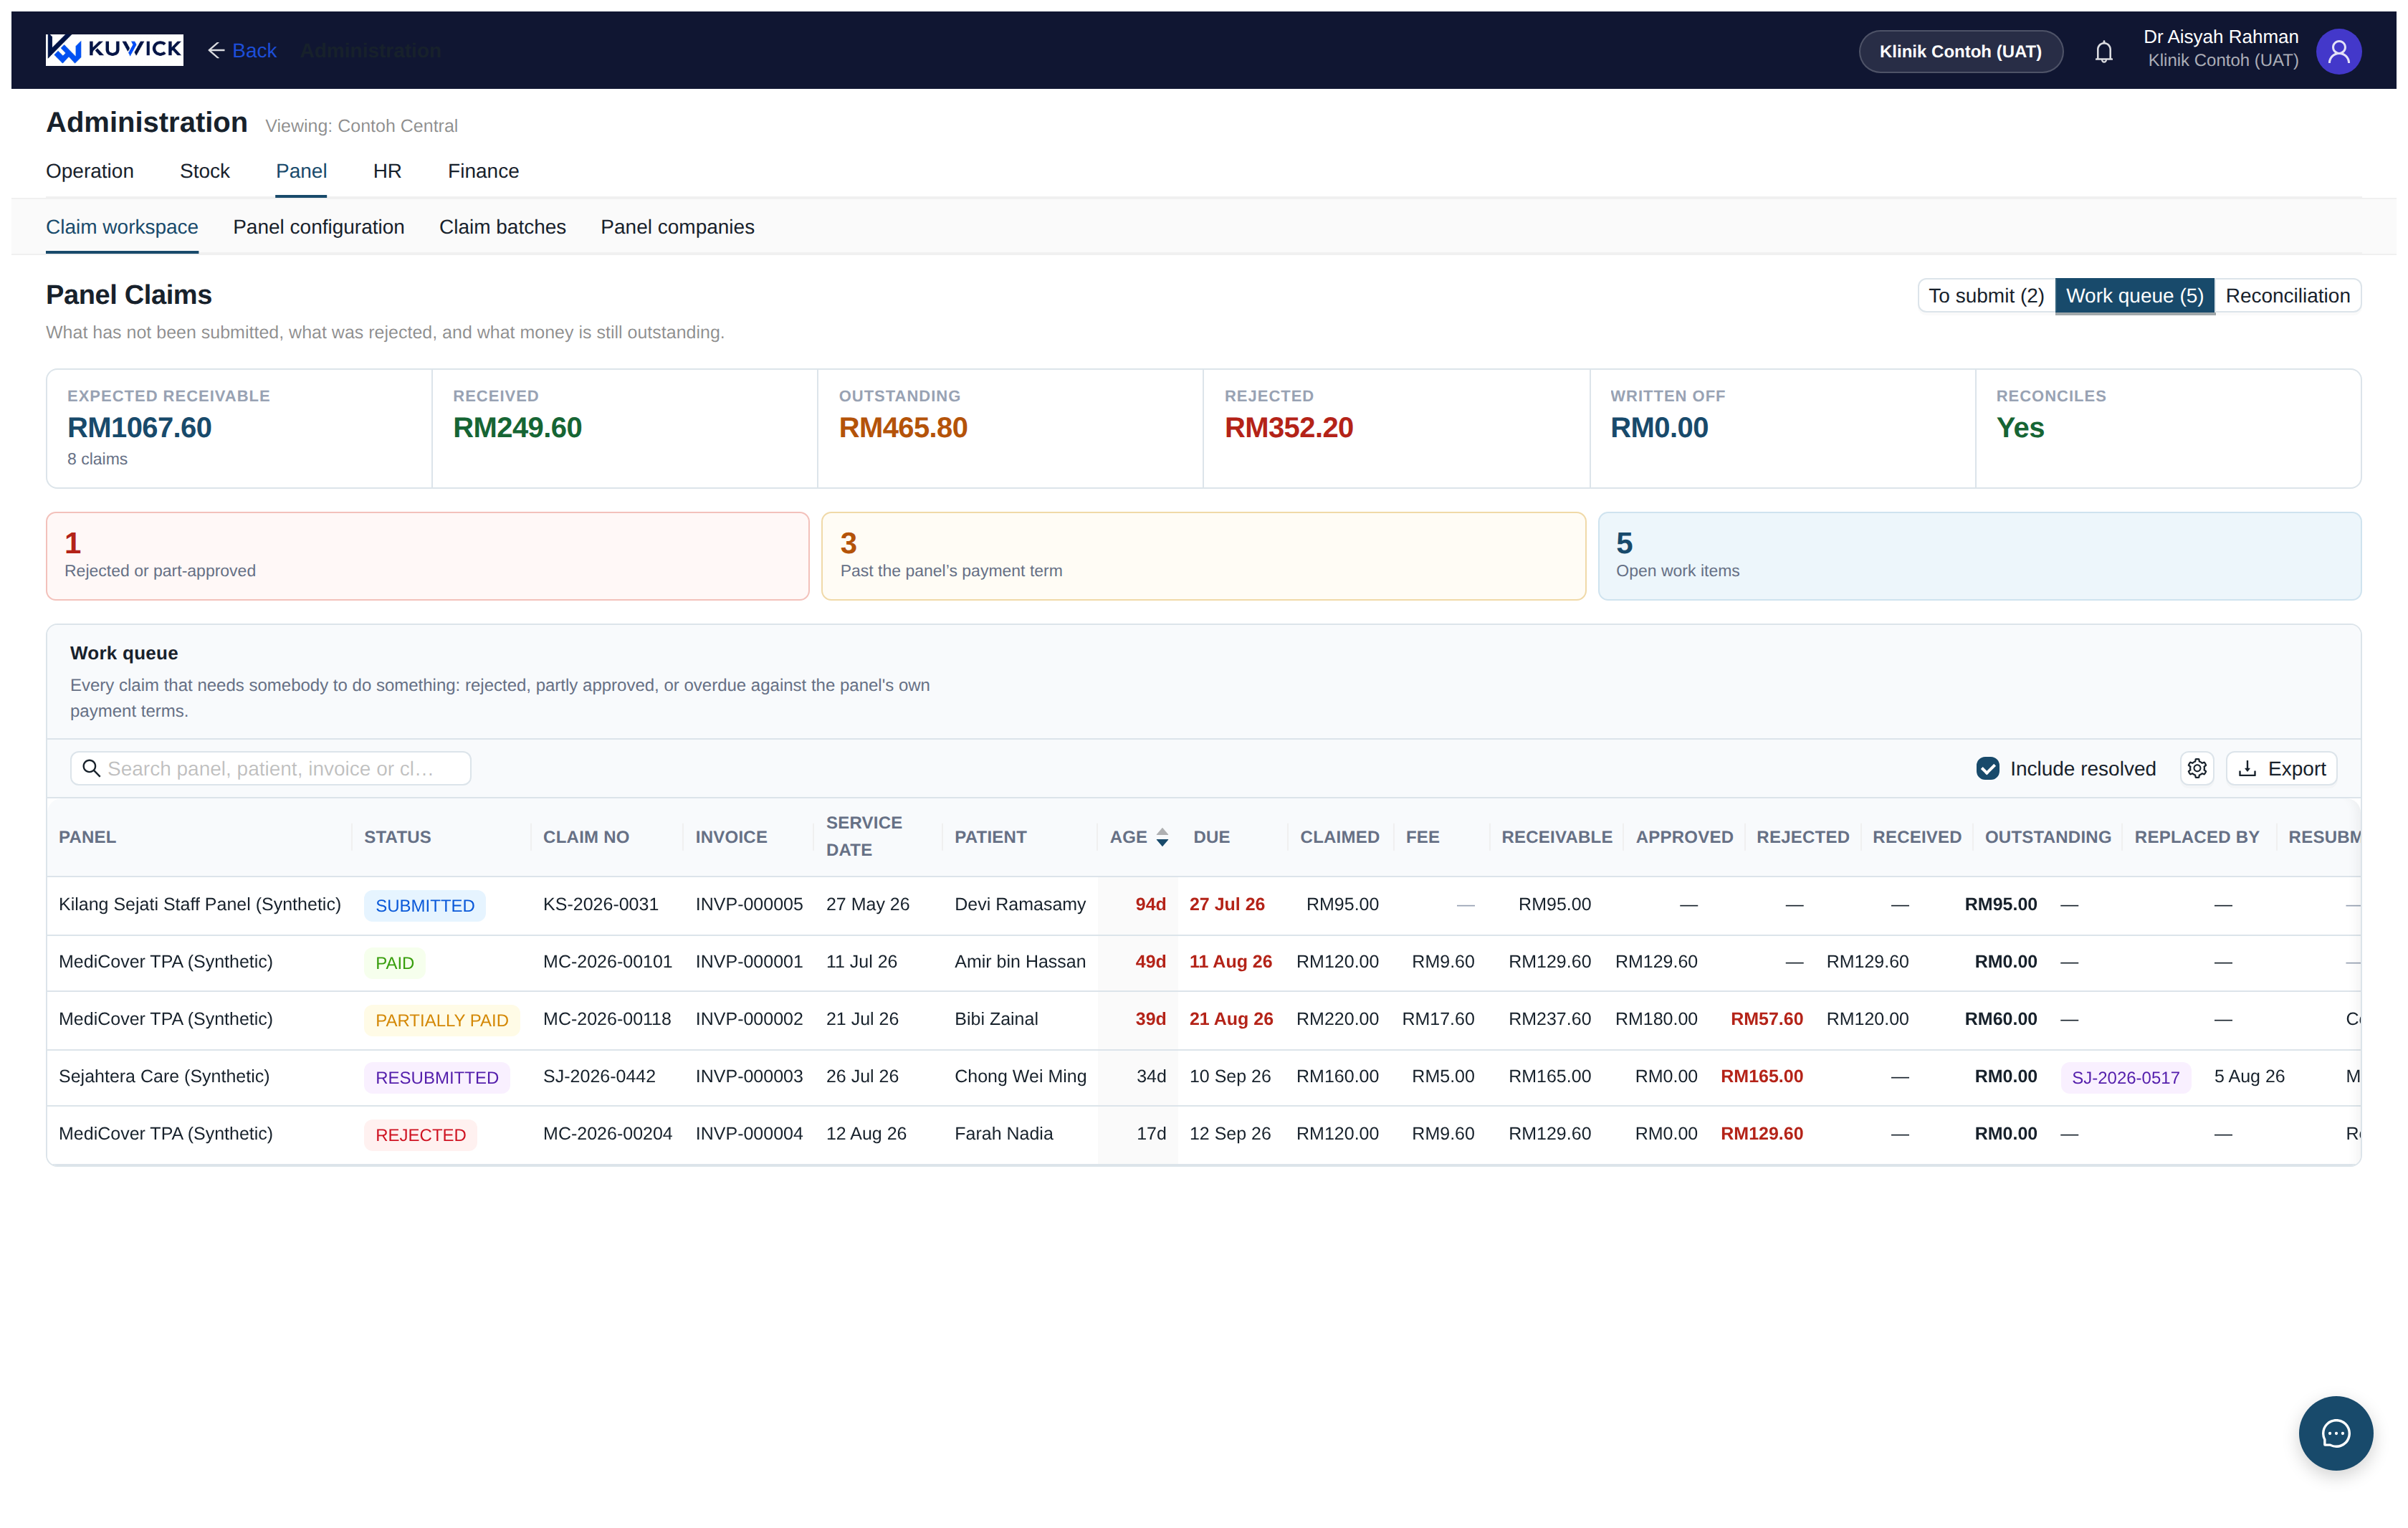 KUWICK
Back Administration
Klinik Contoh (UAT)
Dr Aisyah Rahman
Klinik Contoh (UAT)
Administration Viewing: Contoh Central
Operation Stock Panel HR Finance
Claim workspace Panel configuration Claim batches Panel companies
Panel Claims
To submit (2) Work queue (5) Reconciliation
What has not been submitted, what was rejected, and what money is still outstanding.
EXPECTED RECEIVABLE RECEIVED OUTSTANDING REJECTED WRITTEN OFF RECONCILES
RM1067.60 RM249.60 RM465.80 RM352.20 RM0.00 Yes
8 claims
1 3 5
Rejected or part-approved Past the panel’s payment term Open work items
Work queue
Every claim that needs somebody to do something: rejected, partly approved, or overdue against the panel's own
payment terms.
Search panel, patient, invoice or cl…
Include resolved Export
PANEL STATUS CLAIM NO INVOICE SERVICE DATE PATIENT AGE DUE CLAIMED FEE RECEIVABLE APPROVED REJECTED RECEIVED OUTSTANDING REPLACED BY RESUBM
Kilang Sejati Staff Panel (Synthetic) SUBMITTED KS-2026-0031 INVP-000005 27 May 26 Devi Ramasamy 94d 27 Jul 26 RM95.00 — RM95.00 — — — RM95.00 — — —
MediCover TPA (Synthetic) PAID MC-2026-00101 INVP-000001 11 Jul 26 Amir bin Hassan 49d 11 Aug 26 RM120.00 RM9.60 RM129.60 RM129.60 — RM129.60 RM0.00 — — —
MediCover TPA (Synthetic) PARTIALLY PAID MC-2026-00118 INVP-000002 21 Jul 26 Bibi Zainal 39d 21 Aug 26 RM220.00 RM17.60 RM237.60 RM180.00 RM57.60 RM120.00 RM60.00 — —
Sejahtera Care (Synthetic) RESUBMITTED SJ-2026-0442 INVP-000003 26 Jul 26 Chong Wei Ming 34d 10 Sep 26 RM160.00 RM5.00 RM165.00 RM0.00 RM165.00 — RM0.00 SJ-2026-0517 5 Aug 26 M
MediCover TPA (Synthetic) REJECTED MC-2026-00204 INVP-000004 12 Aug 26 Farah Nadia 17d 12 Sep 26 RM120.00 RM9.60 RM129.60 RM0.00 RM129.60 — RM0.00 — —